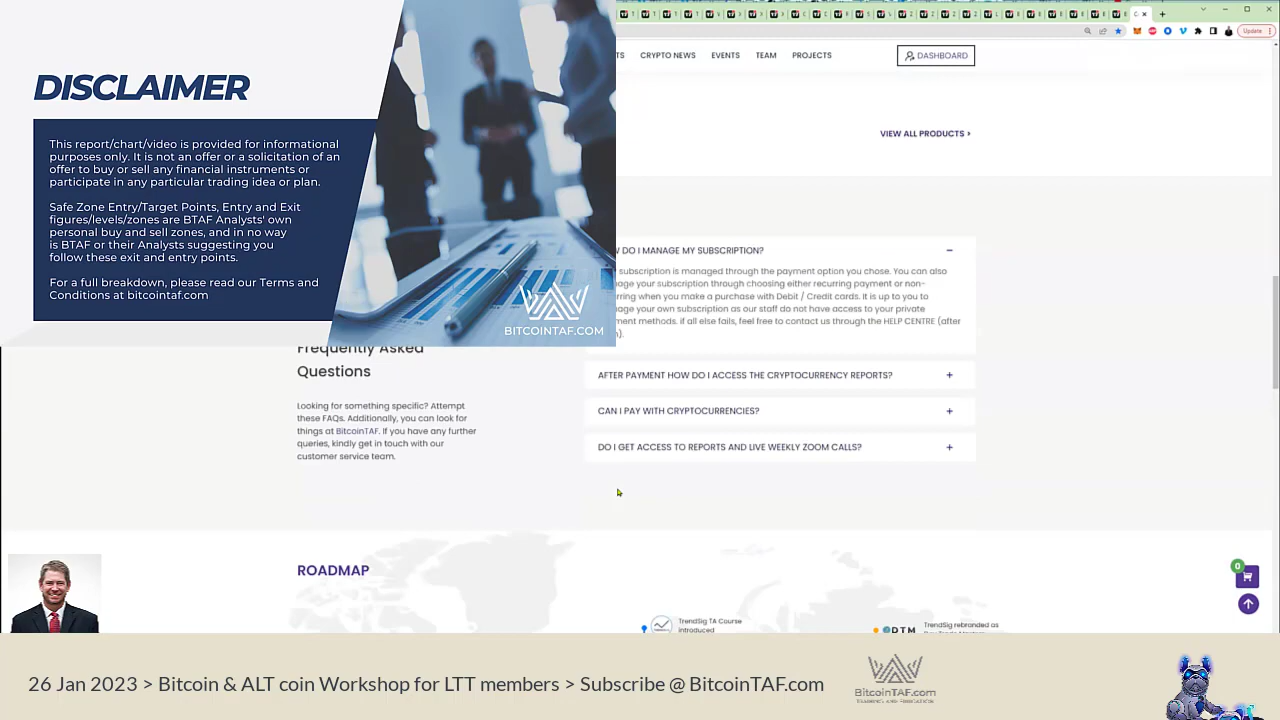 DISCLAIMER
This report/chart/video is provided for informational
purposes only. It is not an offer or a solicitation of an
offer to buy or sell any financial instruments or
participate in any particular trading idea or plan.
Safe Zone Entry/Target Points, Entry and Exit
figures/levels/zones are BTAF Analysts' own
personal buy and sell zones, and in no way
is BTAF or their Analysts suggesting you
follow these exit and entry points.
For a full breakdown, please read our Terms and
Conditions at bitcointaf.com
BITCOINTAF.COM
Update
CRYPTO NEWS
EVENTS
TEAM
PROJECTS
DASHBOARD
VIEW ALL PRODUCTS >
DO I MANAGE MY SUBSCRIPTION?
subscription is managed through the payment option you chose. You can also
your subscription through choosing either recurring payment or non-
when you make a purchase with Debit / Credit cards. It is up to you to
your own subscription as our staff do not have access to your private
methods. if all else fails, feel free to contact us through the HELP CENTRE (after
AFTER PAYMENT HOW DO I ACCESS THE CRYPTOCURRENCY REPORTS?
CAN I PAY WITH CRYPTOCURRENCIES?
DO I GET ACCESS TO REPORTS AND LIVE WEEKLY ZOOM CALLS?
Frequently Asked
Questions
Looking for something specific? Attempt
these FAQs. Additionally, you can look for
things at BitcoinTAF. If you have any further
queries, kindly get in touch with our
customer service team.
0
ROADMAP
TrendSig TA Course
introduced
DTM
TrendSig rebranded as
26 Jan 2023 > Bitcoin & ALT coin Workshop for LTT members > Subscribe @ BitcoinTAF.com
BitcoinTAF.com